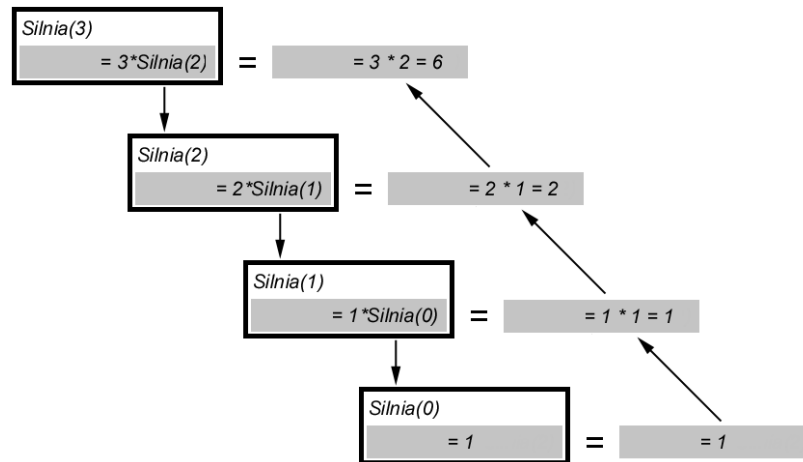 Silnia(3)
= 3*Silnia(2) = = 3 * 2 = 6
Silnia(2)
= 2*Silnia(1) = = 2 * 1 = 2
Silnia(1)
= 1*Silnia(0) = = 1 * 1 = 1
Silnia(0)
= 1 = = 1